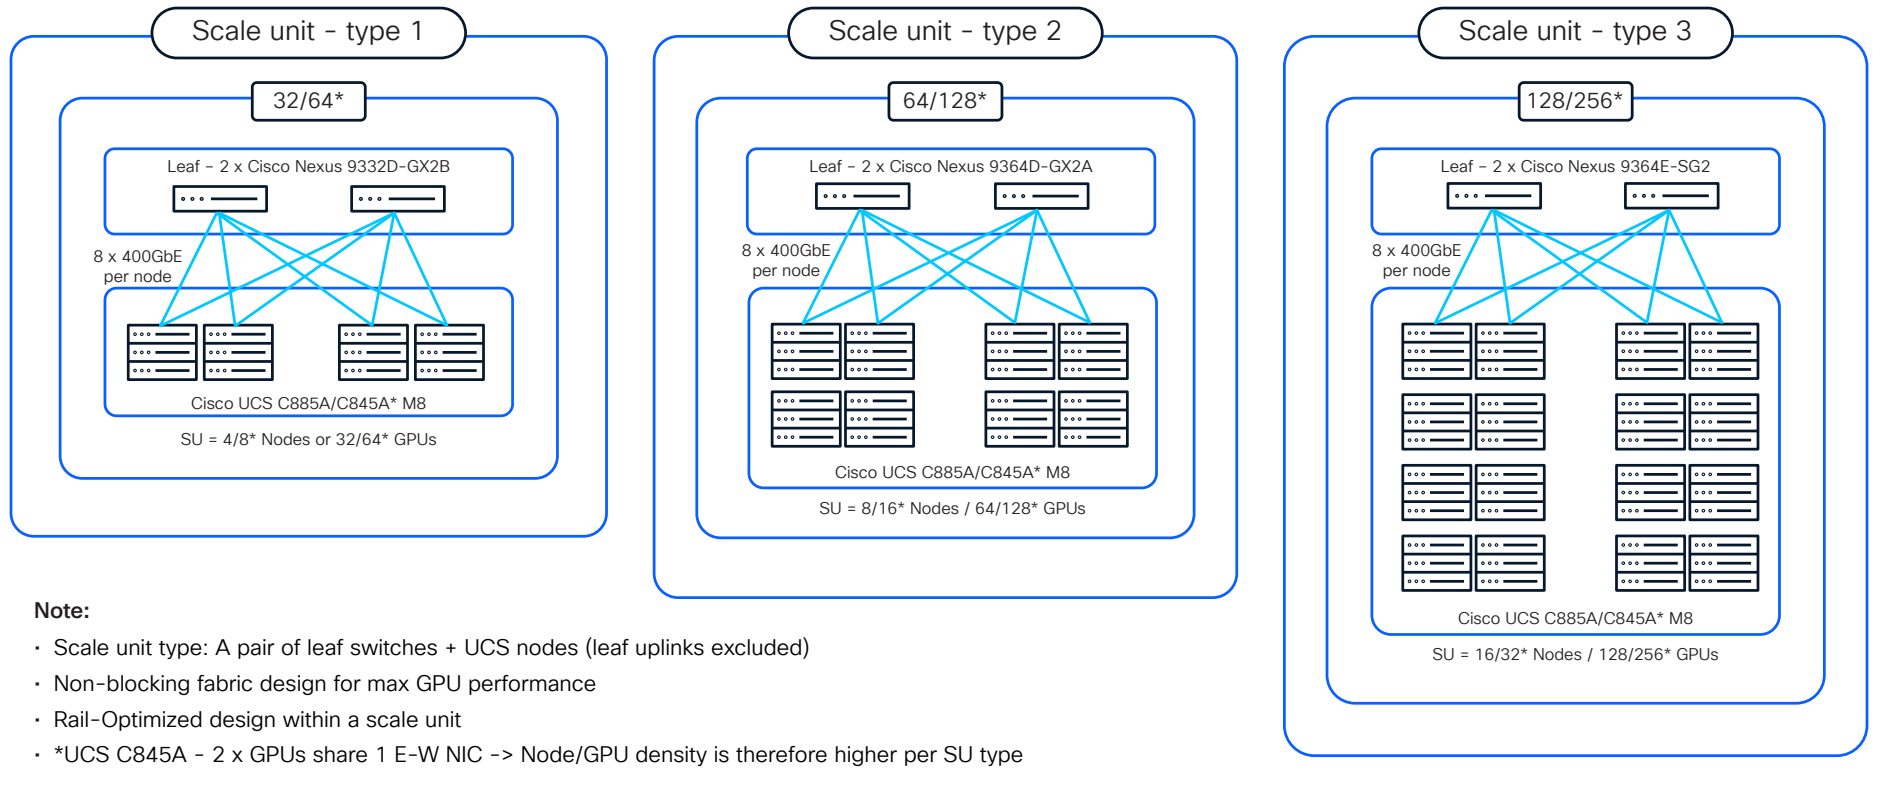 Scale unit - type 1
32/64*
Leaf - 2 x Cisco Nexus 9332D-GX2B
8 x 400GbE
per node
Cisco UCS C885A/C845A* M8
SU = 4/8* Nodes or 32/64* GPUs
Scale unit - type 2
64/128*
Leaf - 2 x Cisco Nexus 9364D-GX2A
8 x 400GbE
per node
Cisco UCS C885A/C845A* M8
SU = 8/16* Nodes / 64/128* GPUs
Scale unit - type 3
128/256*
Leaf - 2 x Cisco Nexus 9364E-SG2
8 x 400GbE
per node
Cisco UCS C885A/C845A* M8
SU = 16/32* Nodes / 128/256* GPUs
Note:
· Scale unit type: A pair of leaf switches + UCS nodes (leaf uplinks excluded)
· Non-blocking fabric design for max GPU performance
· Rail-Optimized design within a scale unit
· *UCS C845A - 2 x GPUs share 1 E-W NIC -> Node/GPU density is therefore higher per SU type